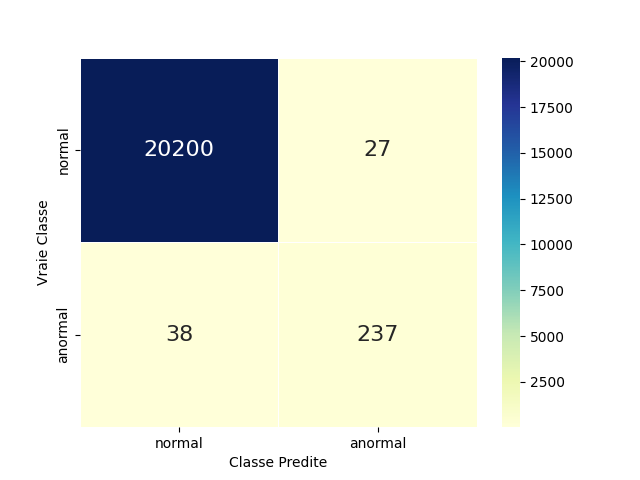 20200
27
38
237
normal
anormal
Vraie Classe
normal
anormal
Classe Predite
20000
17500
15000
12500
10000
7500
5000
2500